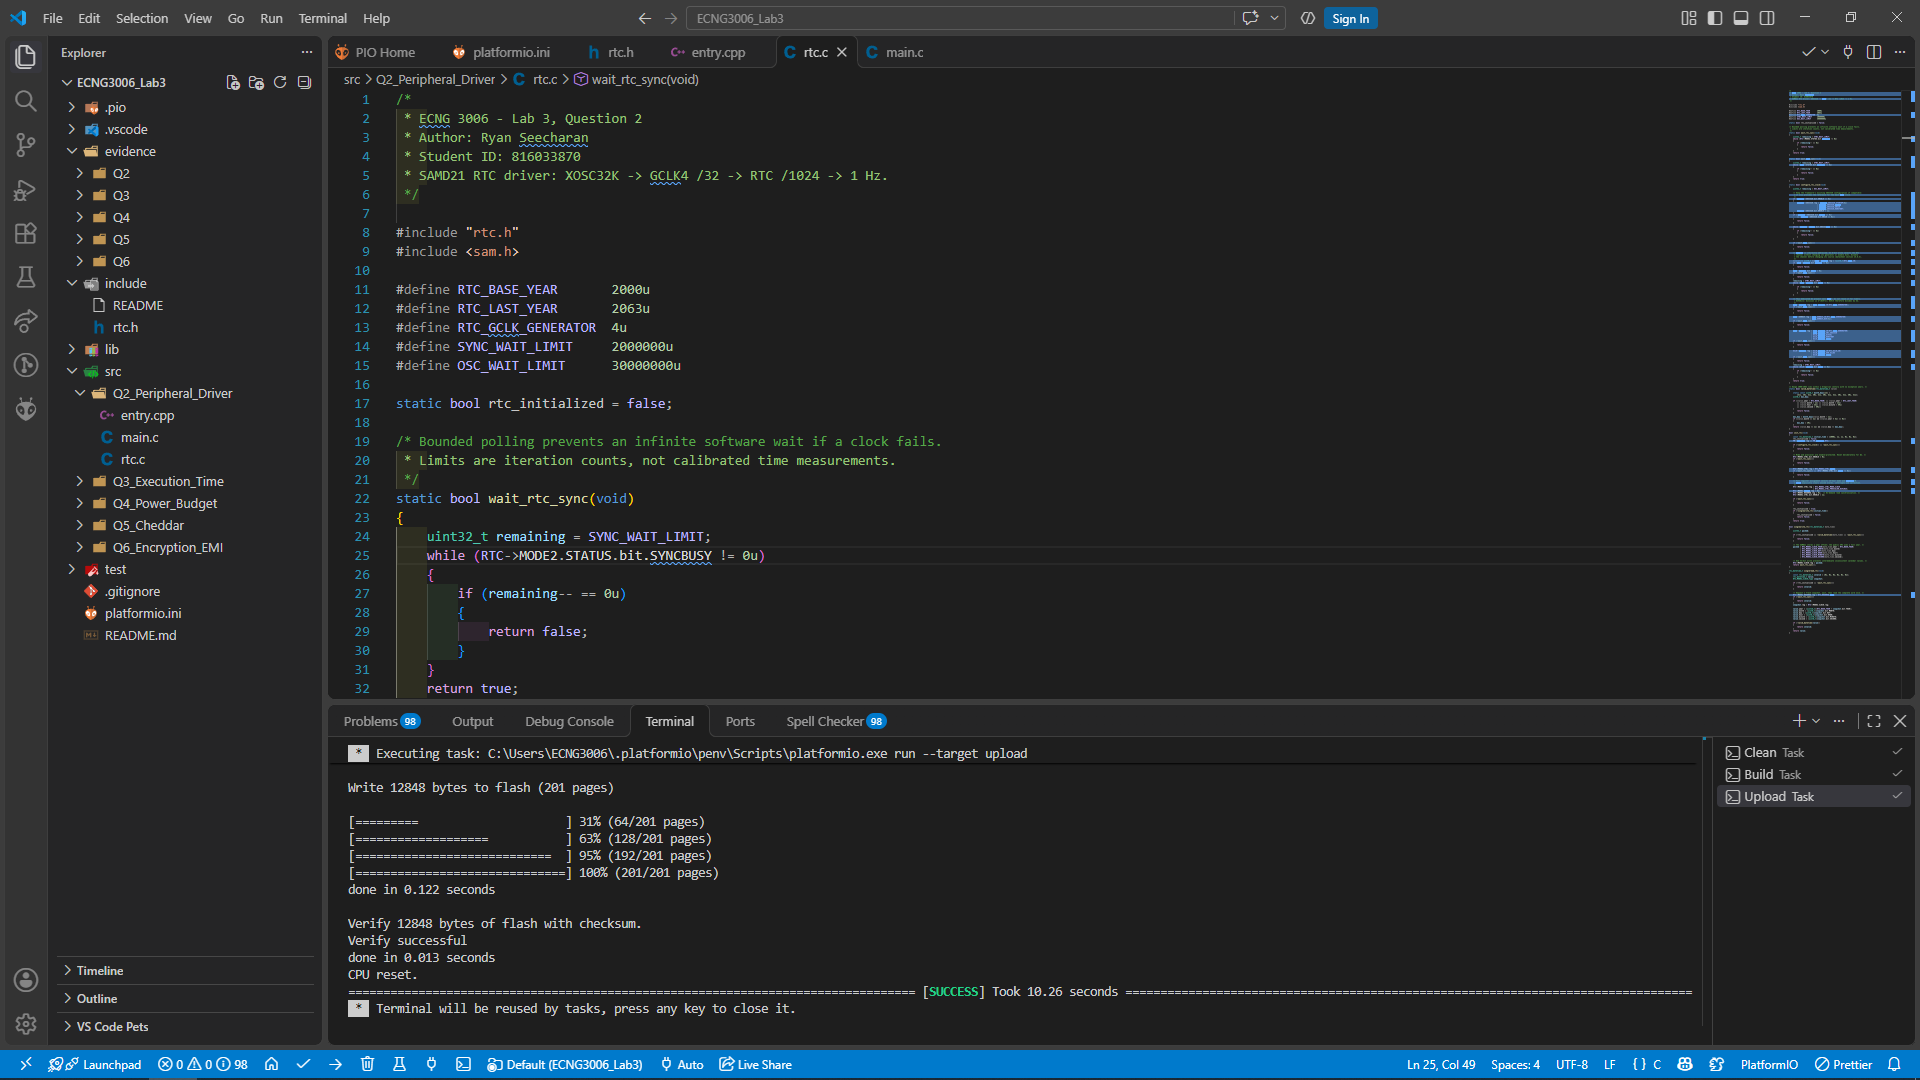 File Edit Selection View Go Run Terminal Help
ECNG3006_Lab3
Sign In
Explorer
PIO Home
platformio.ini
rtc.h
entry.cpp
rtc.c
main.c
ECNG3006_Lab3
.pio
.vscode
evidence
Q2
Q3
Q4
Q5
Q6
include
README
rtc.h
lib
src
Q2_Peripheral_Driver
entry.cpp
main.c
rtc.c
Q3_Execution_Time
Q4_Power_Budget
Q5_Cheddar
Q6_Encryption_EMI
test
.gitignore
platformio.ini
README.md
Timeline
Outline
VS Code Pets
src > Q2_Peripheral_Driver > C rtc.c > wait_rtc_sync(void)
1 /*
2 * ECNG 3006 - Lab 3, Question 2
3 * Author: Ryan Seecharan
4 * Student ID: 816033870
5 * SAMD21 RTC driver: XOSC32K -> GCLK4 /32 -> RTC /1024 -> 1 Hz.
6 */
7
8 #include "rtc.h"
9 #include <sam.h>
10
11 #define RTC_BASE_YEAR 2000u
12 #define RTC_LAST_YEAR 2063u
13 #define RTC_GCLK_GENERATOR 4u
14 #define SYNC_WAIT_LIMIT 2000000u
15 #define OSC_WAIT_LIMIT 30000000u
16
17 static bool rtc_initialized = false;
18
19 /* Bounded polling prevents an infinite software wait if a clock fails.
20 * Limits are iteration counts, not calibrated time measurements.
21 */
22 static bool wait_rtc_sync(void)
23 {
24 uint32_t remaining = SYNC_WAIT_LIMIT;
25 while (RTC->MODE2.STATUS.bit.SYNCBUSY != 0u)
26 {
27 if (remaining-- == 0u)
28 {
29 return false;
30 }
31 }
32 return true;
Problems 98 Output Debug Console Terminal Ports Spell Checker 98
* Executing task: C:\Users\ECNG3006\.platformio\penv\Scripts\platformio.exe run --target upload
Write 12848 bytes to flash (201 pages)
[========= ] 31% (64/201 pages)
[=================== ] 63% (128/201 pages)
[============================ ] 95% (192/201 pages)
[==============================] 100% (201/201 pages)
done in 0.122 seconds
Verify 12848 bytes of flash with checksum.
Verify successful
done in 0.013 seconds
CPU reset.
[SUCCESS] Took 10.26 seconds
* Terminal will be reused by tasks, press any key to close it.
Clean Task
Build Task
Upload Task
Launchpad 0 0 98 Default (ECNG3006_Lab3) Auto Live Share Ln 25, Col 49 Spaces: 4 UTF-8 LF { } C PlatformIO Prettier